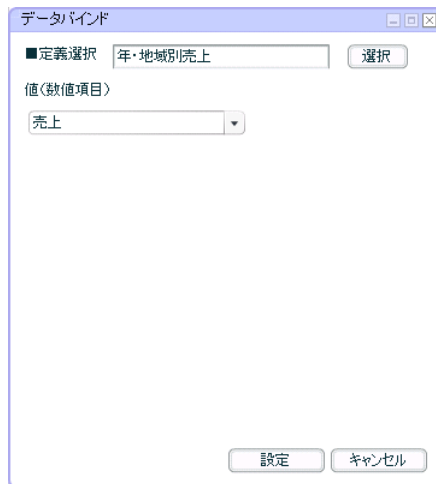 データバインド
■定義選択 年・地域別売上 選択
値(数値項目)
売上
設定 キャンセル